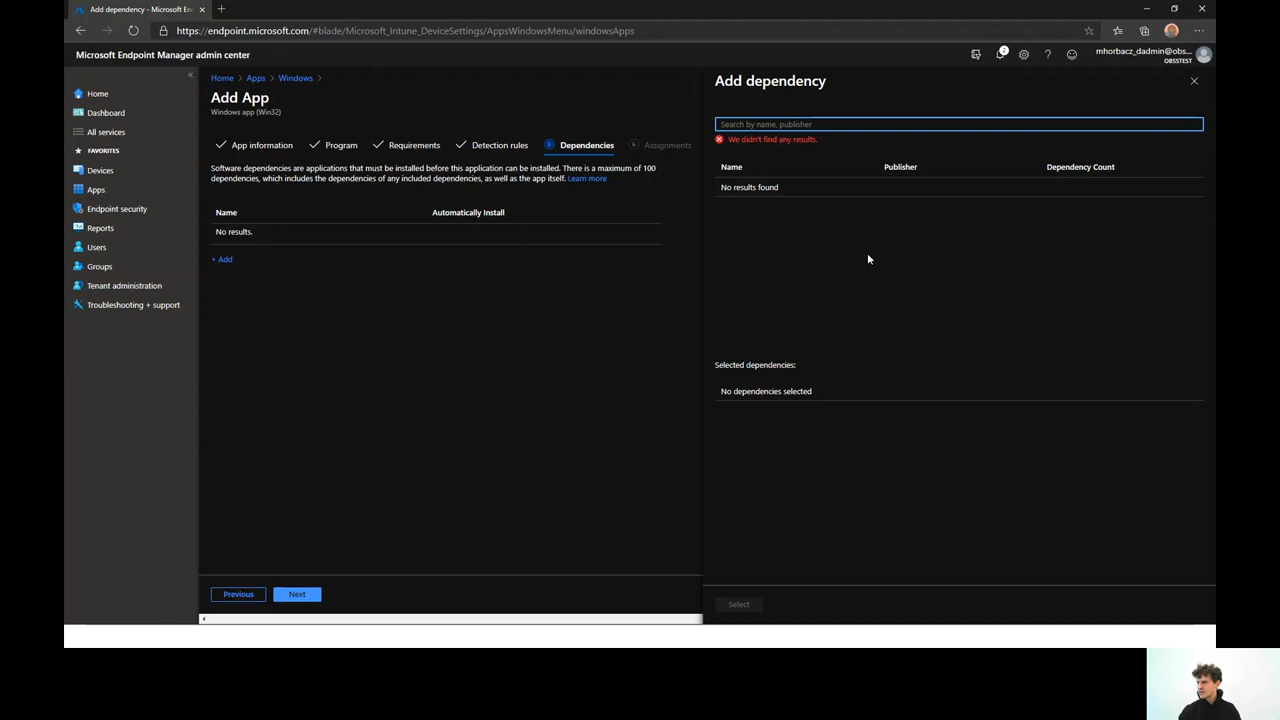 Add dependency - Microsoft En
https://endpoint.microsoft.com/#blade/Microsoft_Intune_DeviceSettings/AppsWindowsMenu/windowsApps
Microsoft Endpoint Manager admin center
2
mhorbacz_dadmin@obs...
OBSSTEST
«
Home
Dashboard
All services
FAVORITES
Devices
Apps
Endpoint security
Reports
Users
Groups
Tenant administration
Troubleshooting + support
Home > Apps > Windows >
Add App
Windows app (Win32)
App information
Program
Requirements
Detection rules
5 Dependencies
6 Assignments
Software dependencies are applications that must be installed before this application can be installed. There is a maximum of 100
dependencies, which includes the dependencies of any included dependencies, as well as the app itself. Learn more
Name Automatically Install
No results.
+ Add
Previous Next
Add dependency
Search by name, publisher
We didn't find any results.
Name Publisher Dependency Count
No results found
Selected dependencies:
No dependencies selected
Select